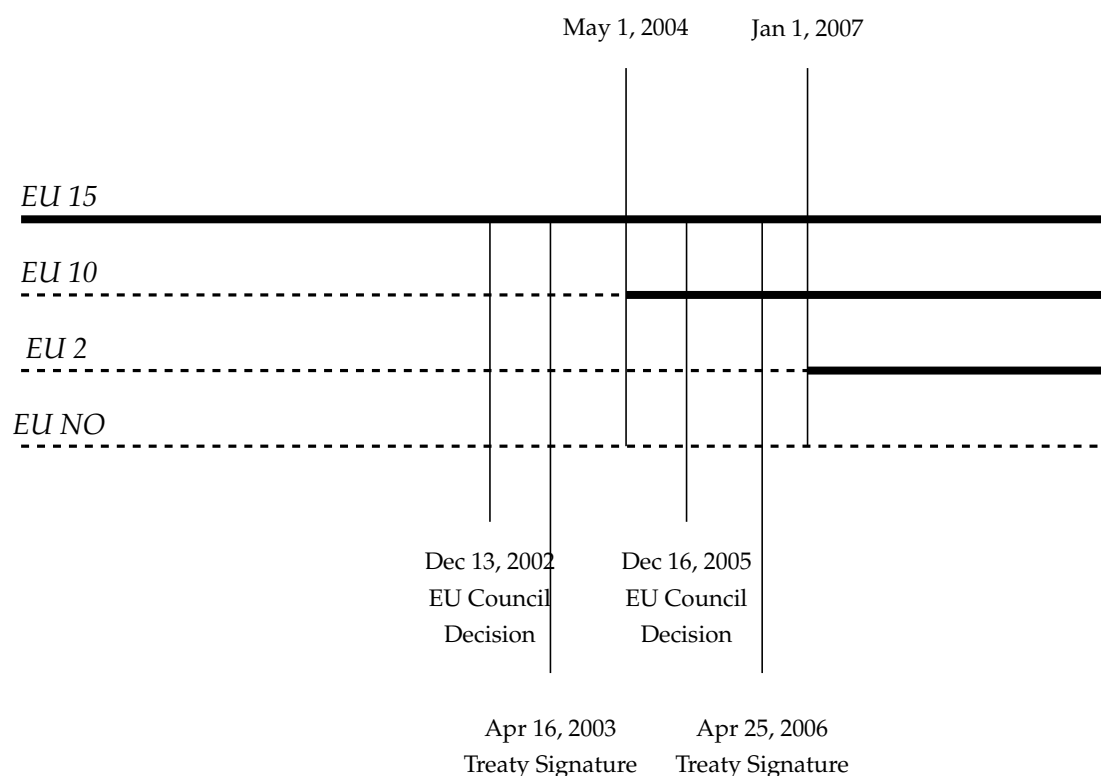 May 1, 2004
Jan 1, 2007
EU 15
EU 10
EU 2
EU NO
Dec 13, 2002
EU Council
Decision
Dec 16, 2005
EU Council
Decision
Apr 16, 2003
Treaty Signature
Apr 25, 2006
Treaty Signature